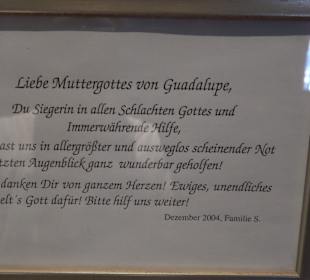 Liebe Muttergottes von Guadalupe,
Du Siegerin in allen Schlachten Gottes und
Immerwährende Hilfe,
ast uns in allergrößter und ausweglos scheinender Not
tzten Augenblick ganz wunderbar geholfen!
danken Dir von ganzem Herzen! Ewiges, unendliches
elt´s Gott dafür! Bitte hilf uns weiter!
Dezember 2004, Familie S.